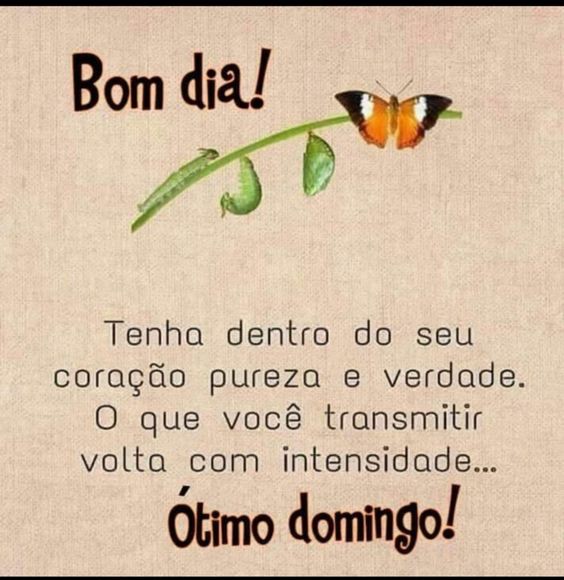 Bom dia!
Tenha dentro do seu
coração pureza e verdade.
O que você transmitir
volta com intensidade...
Ótimo domingo!